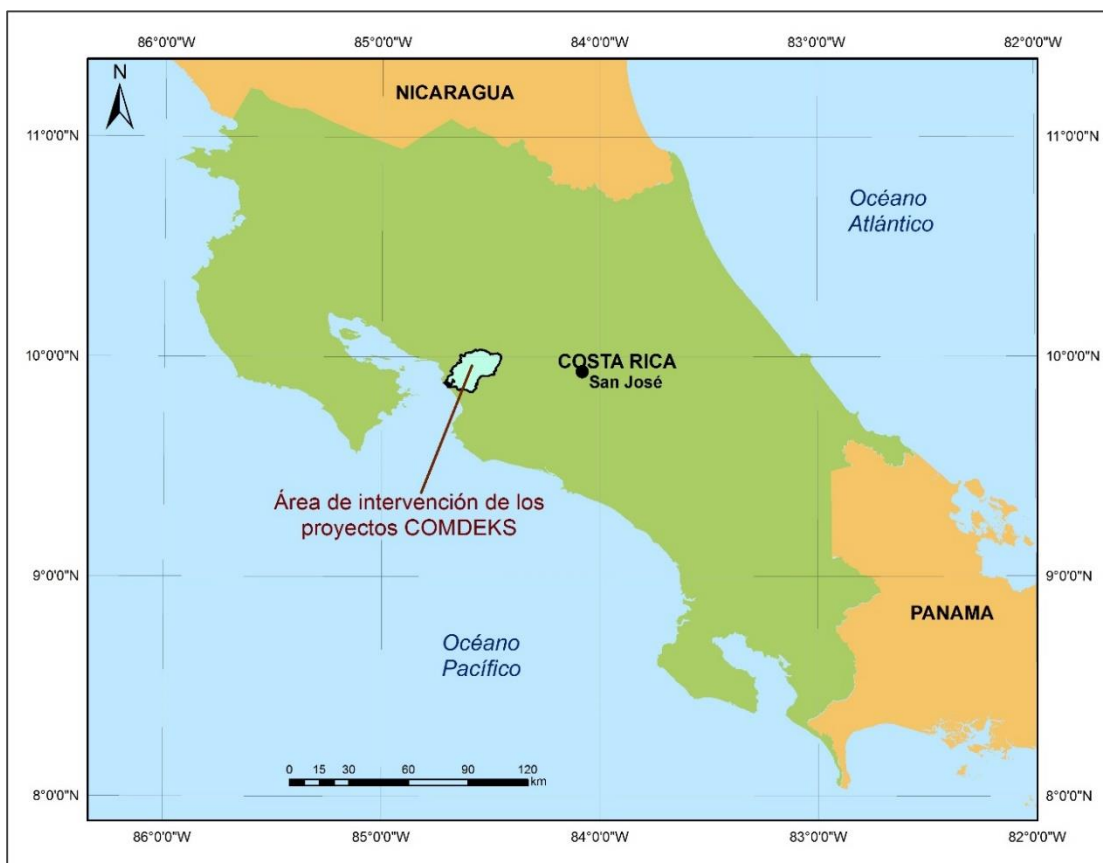 86°0'0"W 85°0'0"W 84°0'0"W 83°0'0"W 82°0'0"W
N
NICARAGUA
11°0'0"N 11°0'0"N
Océano
Atlántico
10°0'0"N 10°0'0"N
COSTA RICA
San José
Área de intervención de los
proyectos COMDEKS
9°0'0"N 9°0'0"N
PANAMA
Océano
Pacífico
0 15 30 60 90 120
km
8°0'0"N 8°0'0"N
86°0'0"W 85°0'0"W 84°0'0"W 83°0'0"W 82°0'0"W